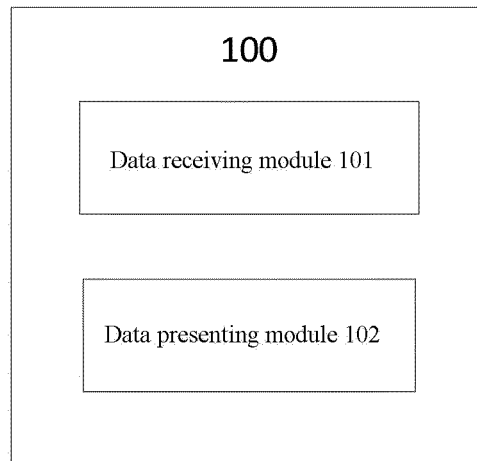 100
Data receiving module 101
Data presenting module 102